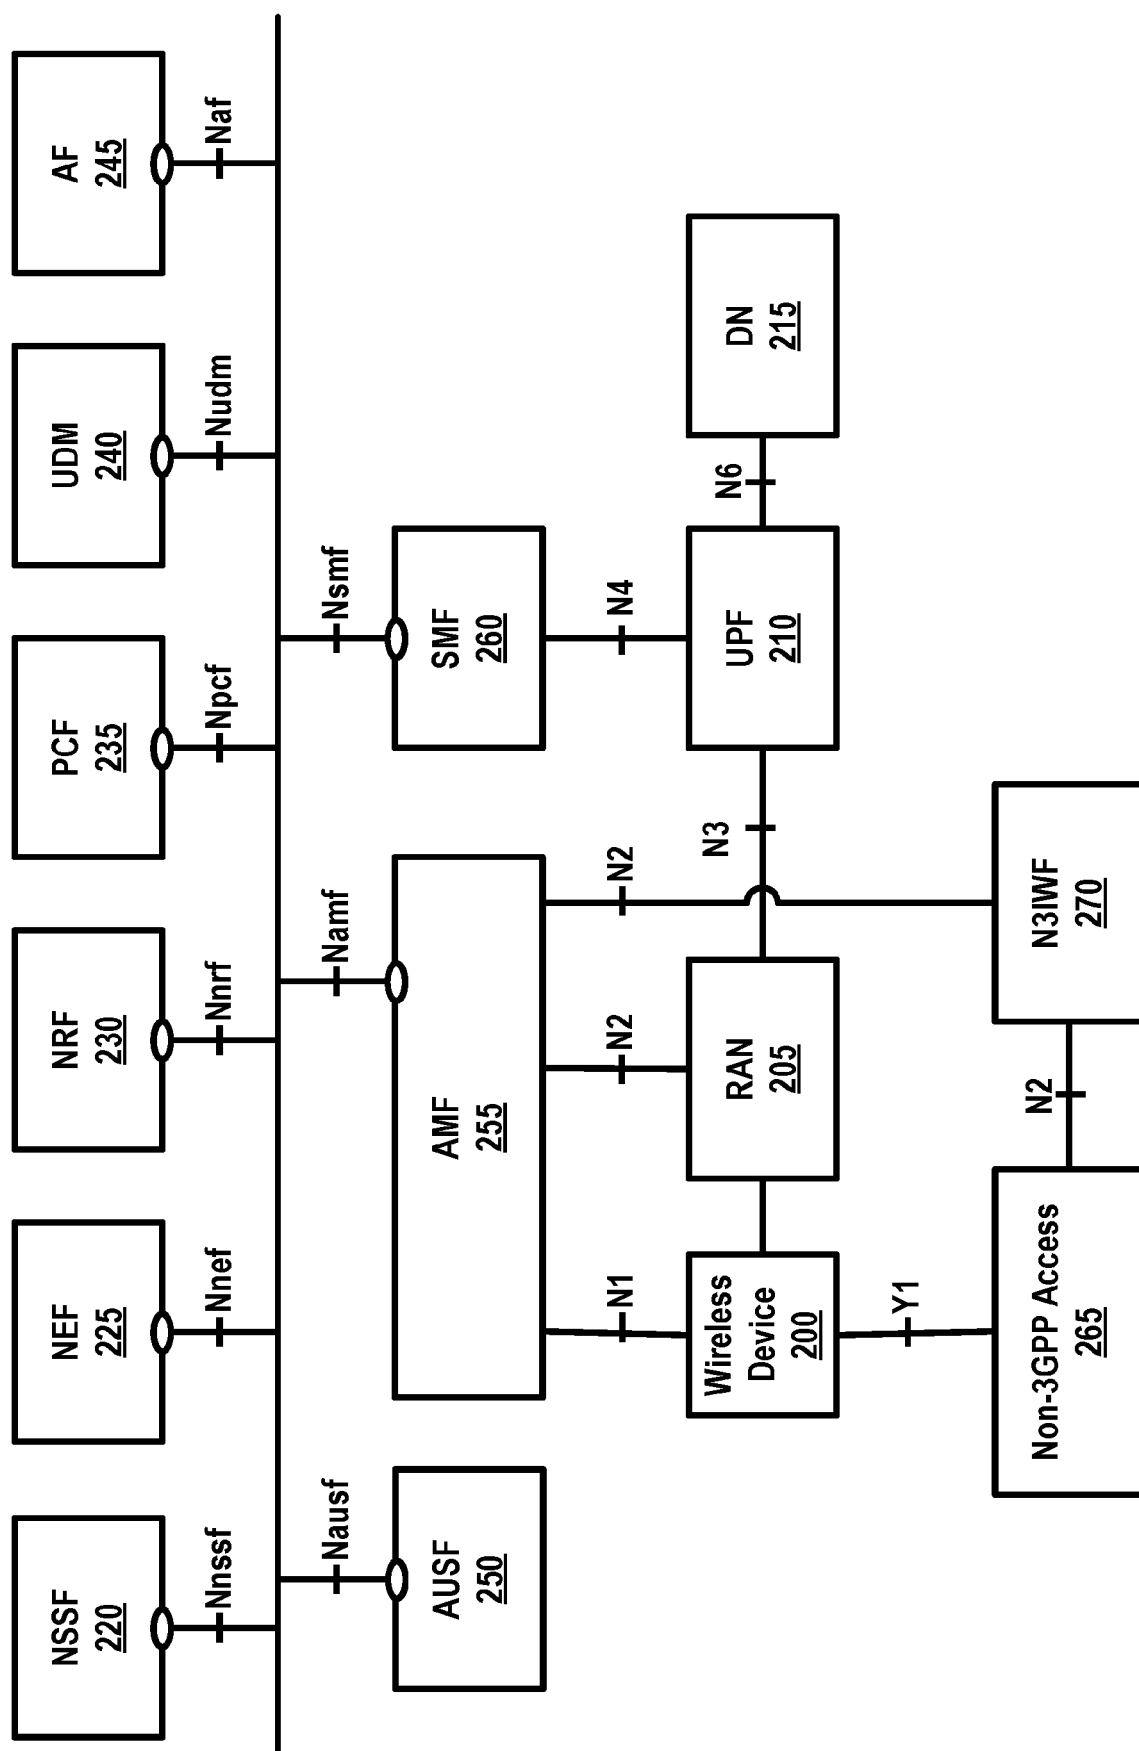 NSSF
220
NEF
225
NRF
230
PCF
235
UDM
240
AF
245
Nnssf
Nnef
Nnrf
Npcf
Nudm
Naf
Nausf
Namf
Nsmf
AUSF
250
AMF
255
SMF
260
N1
N2
N2
N4
Wireless
Device
200
RAN
205
N3
UPF
210
N6
DN
215
Y1
Non-3GPP Access
265
N2
N3IWF
270